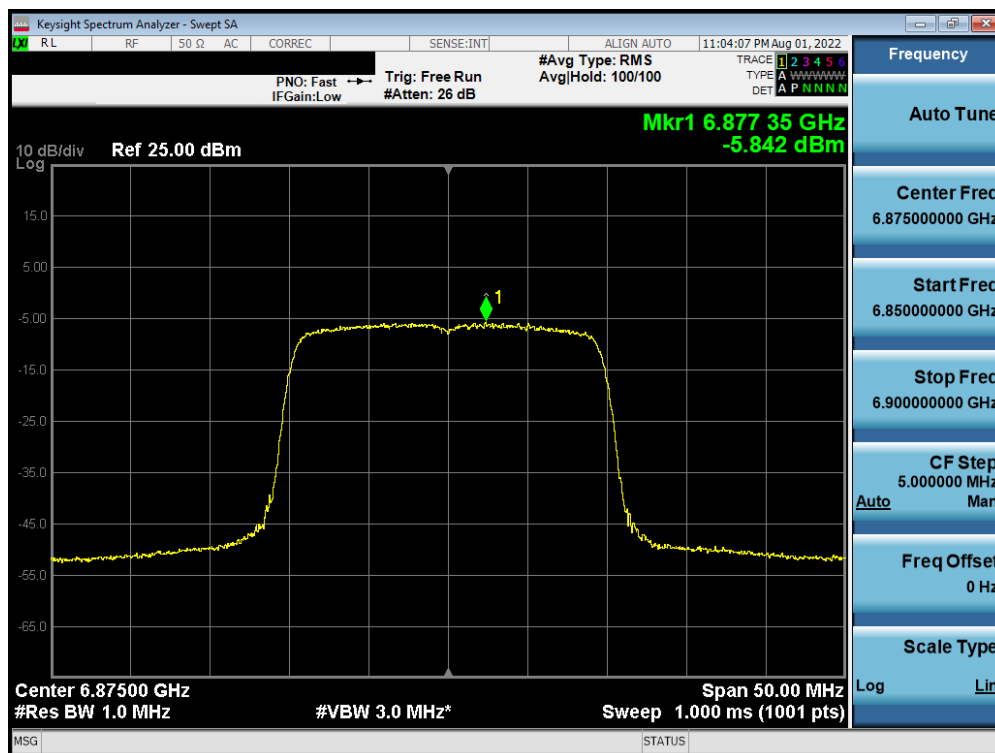 Keysight Spectrum Analyzer - Swept SA
LXI RL RF 50 Ω AC CORREC SENSE:INT ALIGN AUTO 11:04:07 PM Aug 01, 2022
PNO: Fast
IFGain:Low
Trig: Free Run
#Atten: 26 dB
#Avg Type: RMS
Avg|Hold: 100/100
TRACE 1 2 3 4 5 6
TYPE A WWWWW
DET A P N N N N
Mkr1 6.877 35 GHz
-5.842 dBm
10 dB/div
Log
Ref 25.00 dBm
15.0
5.00
-5.00
-15.0
-25.0
-35.0
-45.0
-55.0
-65.0
1
Center 6.87500 GHz
#Res BW 1.0 MHz
#VBW 3.0 MHz*
Span 50.00 MHz
Sweep 1.000 ms (1001 pts)
MSG
STATUS
Frequency
Auto Tune
Center Freq
6.875000000 GHz
Start Freq
6.850000000 GHz
Stop Freq
6.900000000 GHz
CF Step
5.000000 MHz
Auto Man
Freq Offset
0 Hz
Scale Type
Log Lin